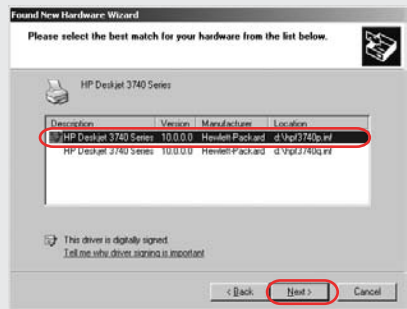 Found New Hardware Wizard
Please select the best match for your hardware from the list below.
HP Deskjet 3740 Series
Description Version Manufacturer Location
HP Deskjet 3740 Series 10.0.0.0 Hewlett-Packard d:\hpf3740p.inf
HP Deskjet 3740 Series 10.0.0.0 Hewlett-Packard d:\hpf3740q.inf
This driver is digitally signed.
Tell me why driver signing is important
< Back Next > Cancel